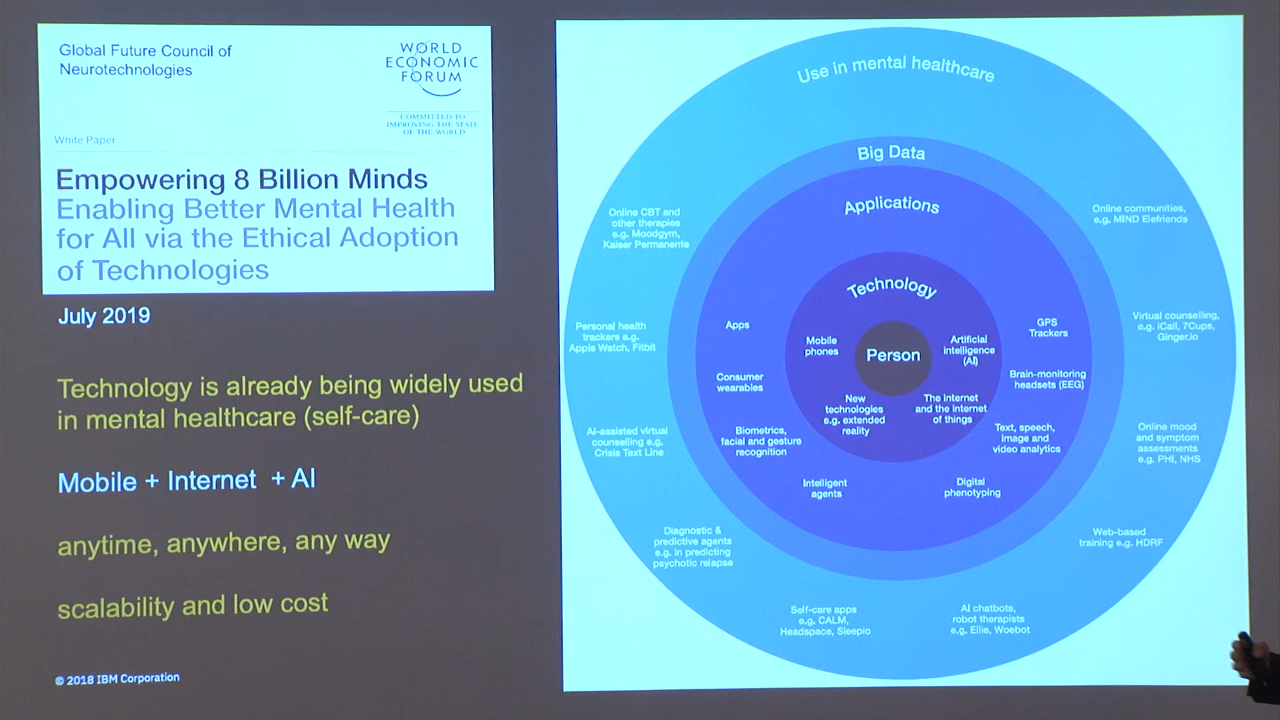 Global Future Council of
Neurotechnologies
WORLD
ECONOMIC
FORUM
COMMITTED TO
IMPROVING THE STATE
OF THE WORLD
White Paper
Empowering 8 Billion Minds
Enabling Better Mental Health
for All via the Ethical Adoption
of Technologies
July 2019
Technology is already being widely used
in mental healthcare (self-care)
Mobile + Internet + AI
anytime, anywhere, any way
scalability and low cost
© 2018 IBM Corporation
Use in mental healthcare
Big Data
Applications
Technology
Person
Mobile
phones
Artificial
intelligence
(AI)
New
technologies
e.g. extended
reality
The internet
and the internet
of things
Apps
Consumer
wearables
Biometrics,
facial and gesture
recognition
Intelligent
agents
GPS
Trackers
Brain-monitoring
headsets (EEG)
Text, speech,
image and
video analytics
Digital
phenotyping
Online CBT and
other therapies
e.g. Moodgym,
Kaiser Permanente
Personal health
trackers e.g.
Apple Watch, Fitbit
AI-assisted virtual
counselling e.g.
Crisis Text Line
Diagnostic &
predictive agents
e.g. in predicting
psychotic relapse
Self-care apps
e.g. CALM,
Headspace, Sleepio
AI chatbots,
robot therapists
e.g. Ellie, Woebot
Web-based
training e.g. HDRF
Online mood
and symptom
assessments
e.g. PHI, NHS
Virtual counselling,
e.g. iCall, 7Cups,
Ginger.io
Online communities,
e.g. MIND Elefriends